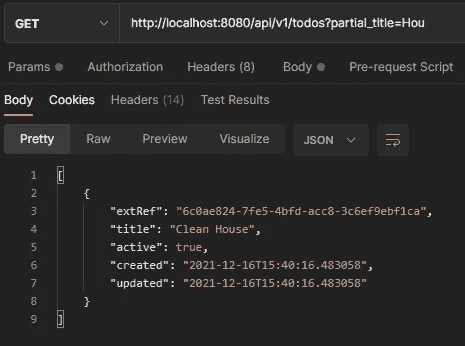 GET http://localhost:8080/api/v1/todos?partial_title=Hou
Params Authorization Headers (8) Body Pre-request Script
Body Cookies Headers (14) Test Results
Pretty Raw Preview Visualize JSON
1 [
2 {
3 "extRef": "6c0ae824-7fe5-4bfd-acc8-3c6ef9ebf1ca",
4 "title": "Clean House",
5 "active": true,
6 "created": "2021-12-16T15:40:16.483058",
7 "updated": "2021-12-16T15:40:16.483058"
8 }
9 ]